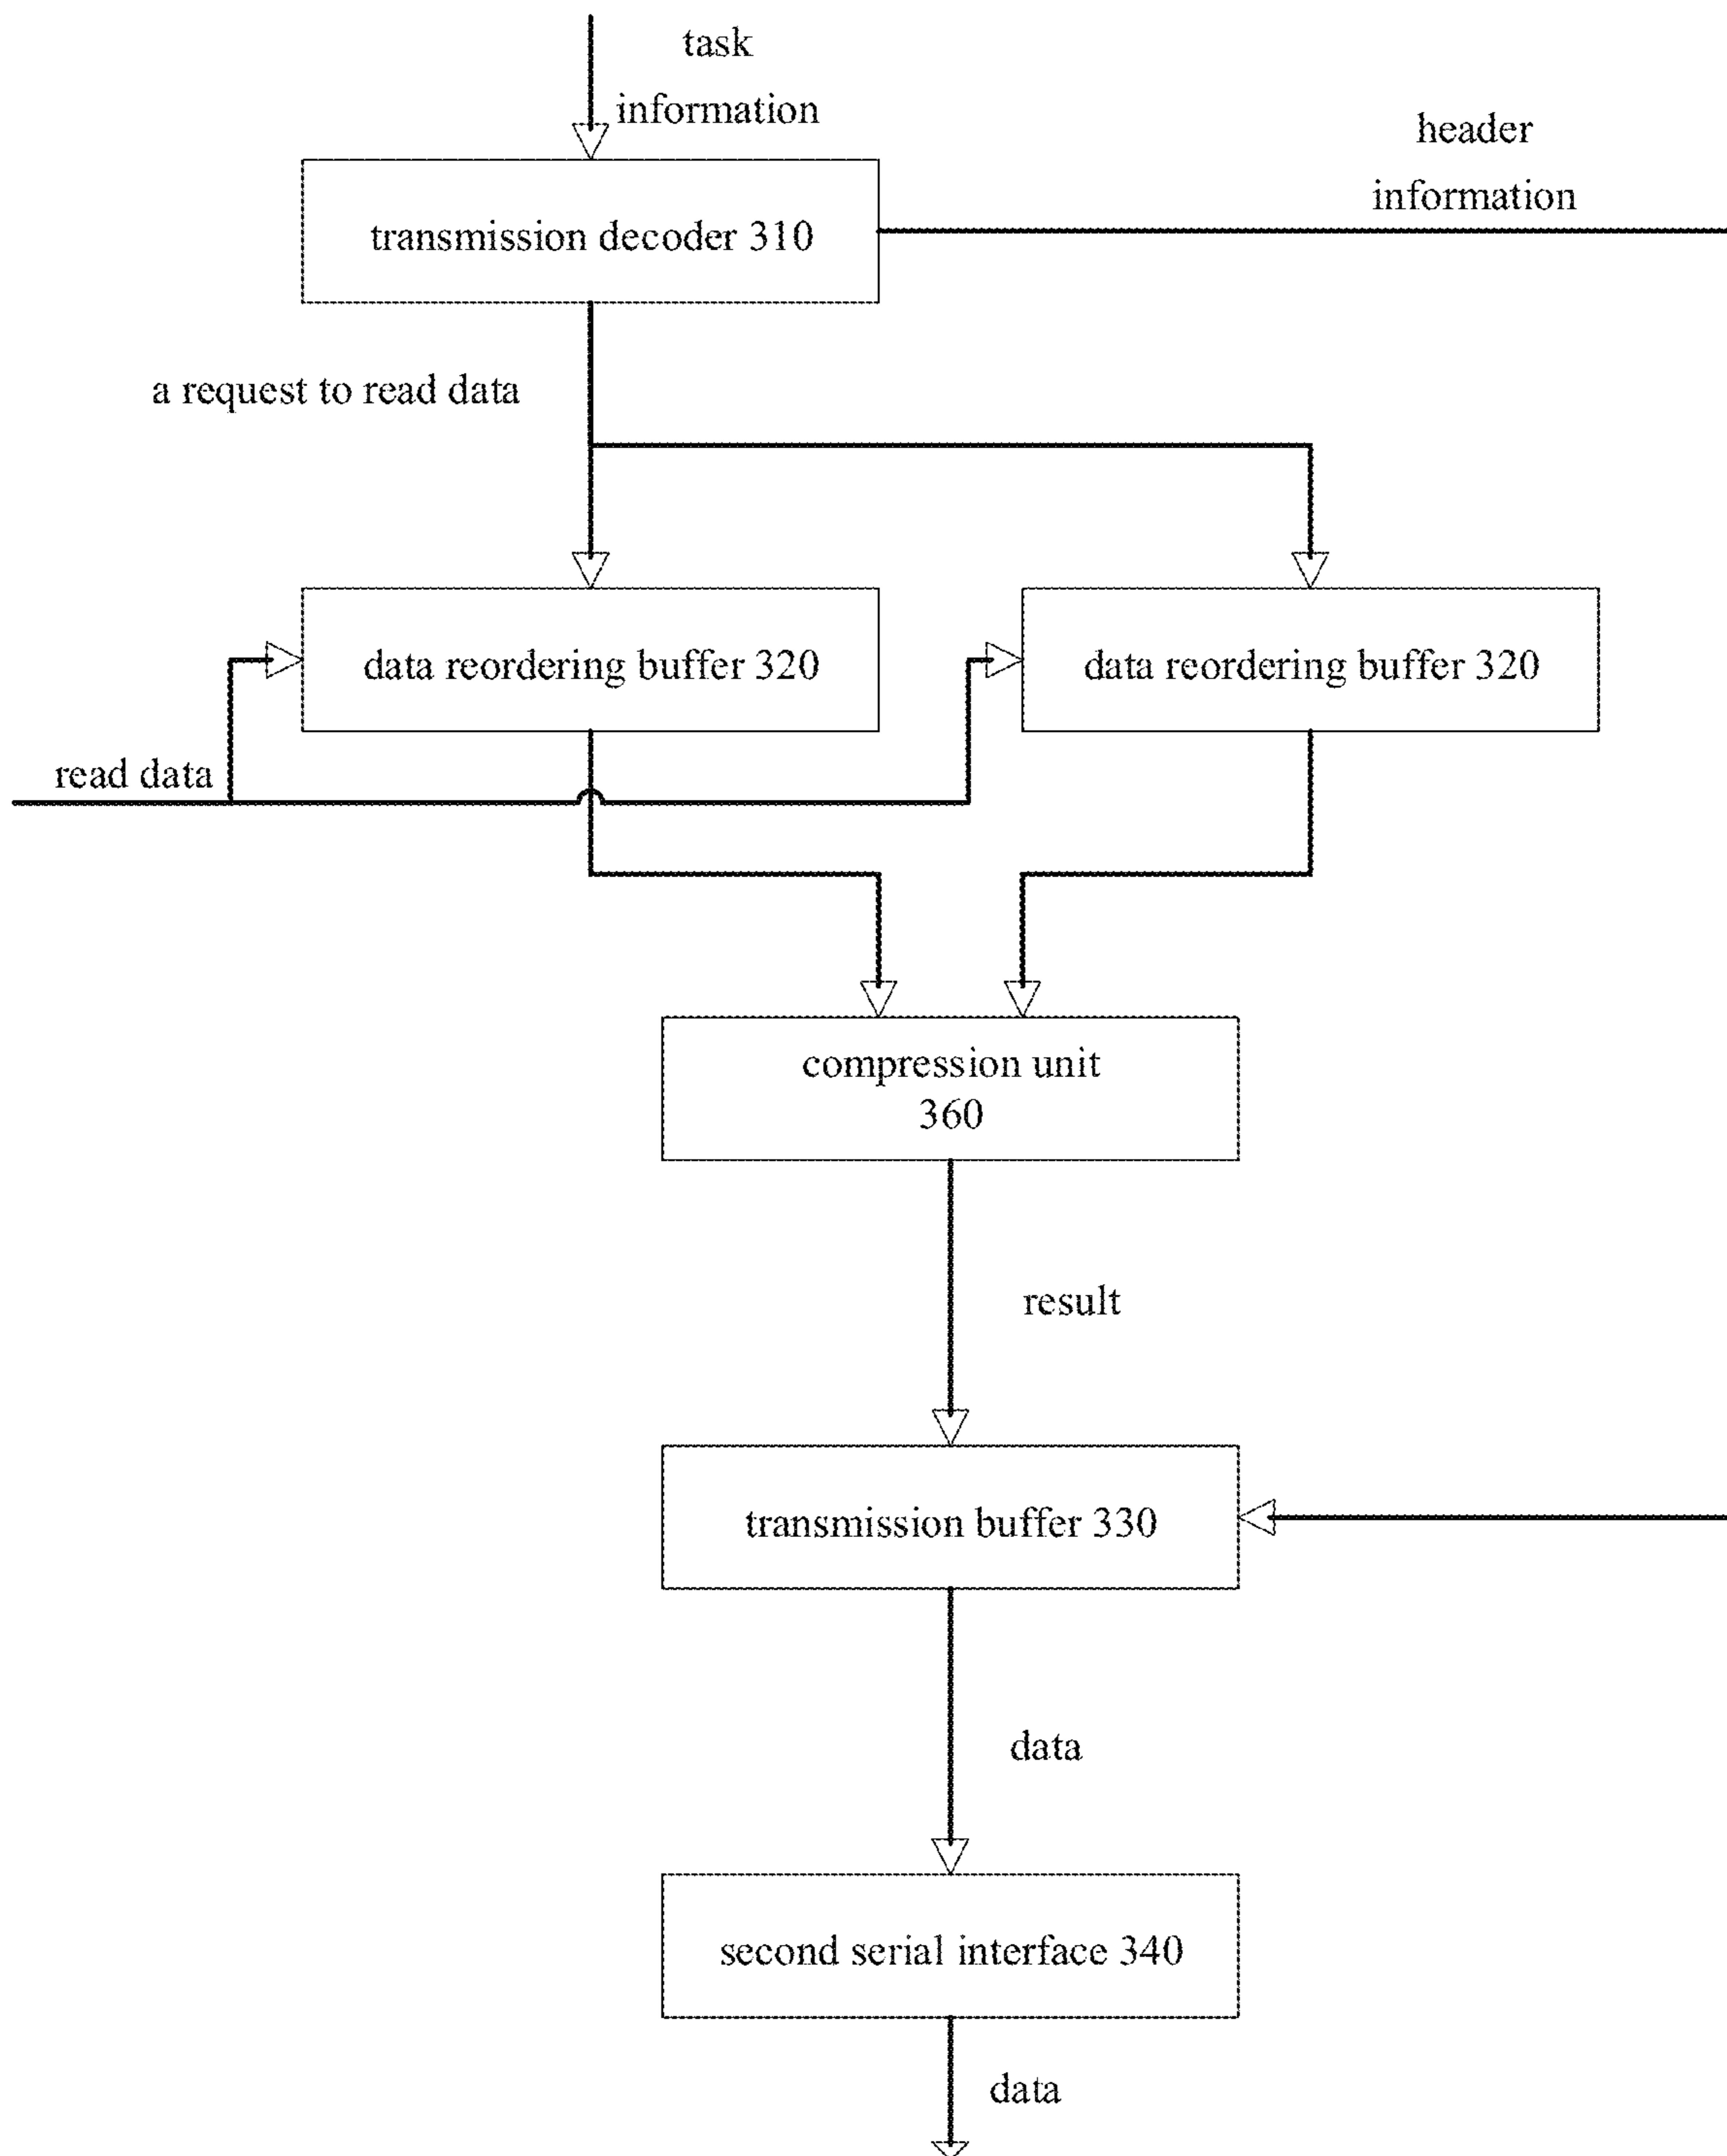 task
information
header
information
transmission decoder 310
a request to read data
data reordering buffer 320
data reordering buffer 320
read data
compression unit
360
result
transmission buffer 330
data
second serial interface 340
data